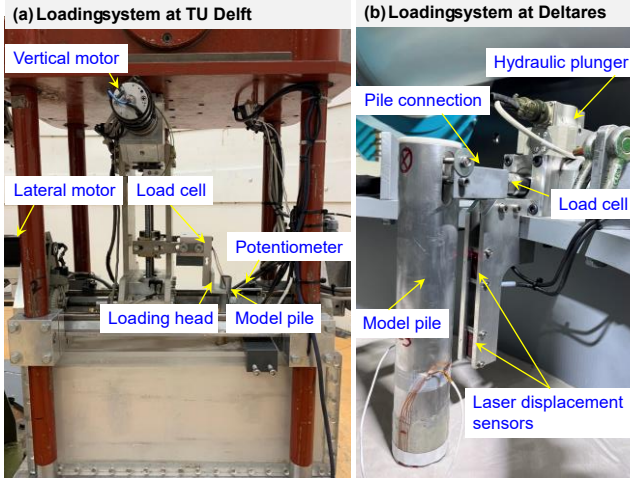 (a) Loadingsystem at TU Delft
Vertical motor
Lateral motor
Load cell
Potentiometer
Loading head
Model pile
(b) Loadingsystem at Deltares
Hydraulic plunger
Pile connection
Load cell
Model pile
Laser displacement
sensors